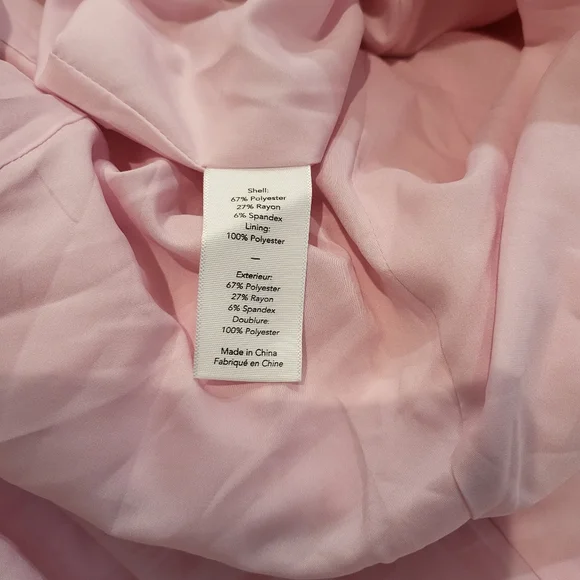 Shell:
67% Polyester
27% Rayon
6% Spandex
Lining:
100% Polyester
—
Exterieur:
67% Polyester
27% Rayon
6% Spandex
Doublure:
100% Polyester
Made in China
Fabriqué en Chine